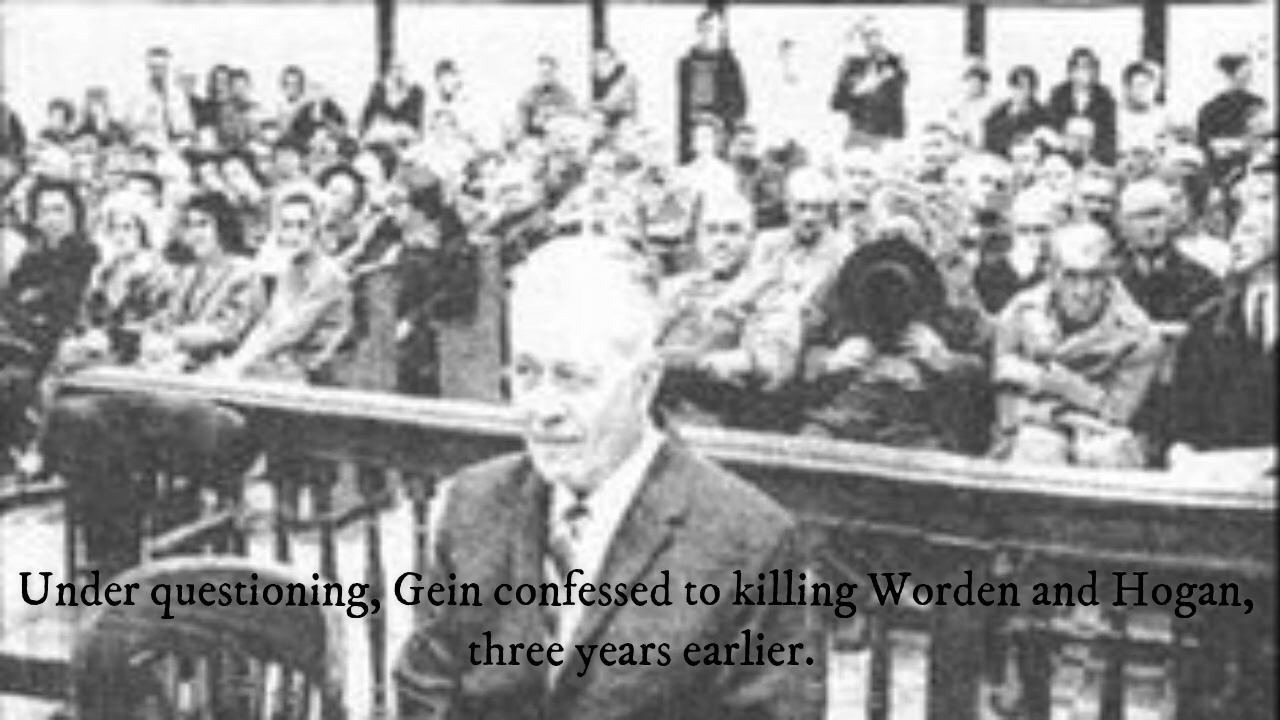 Under questioning, Gein confessed to killing Worden and Hogan,
three years earlier.